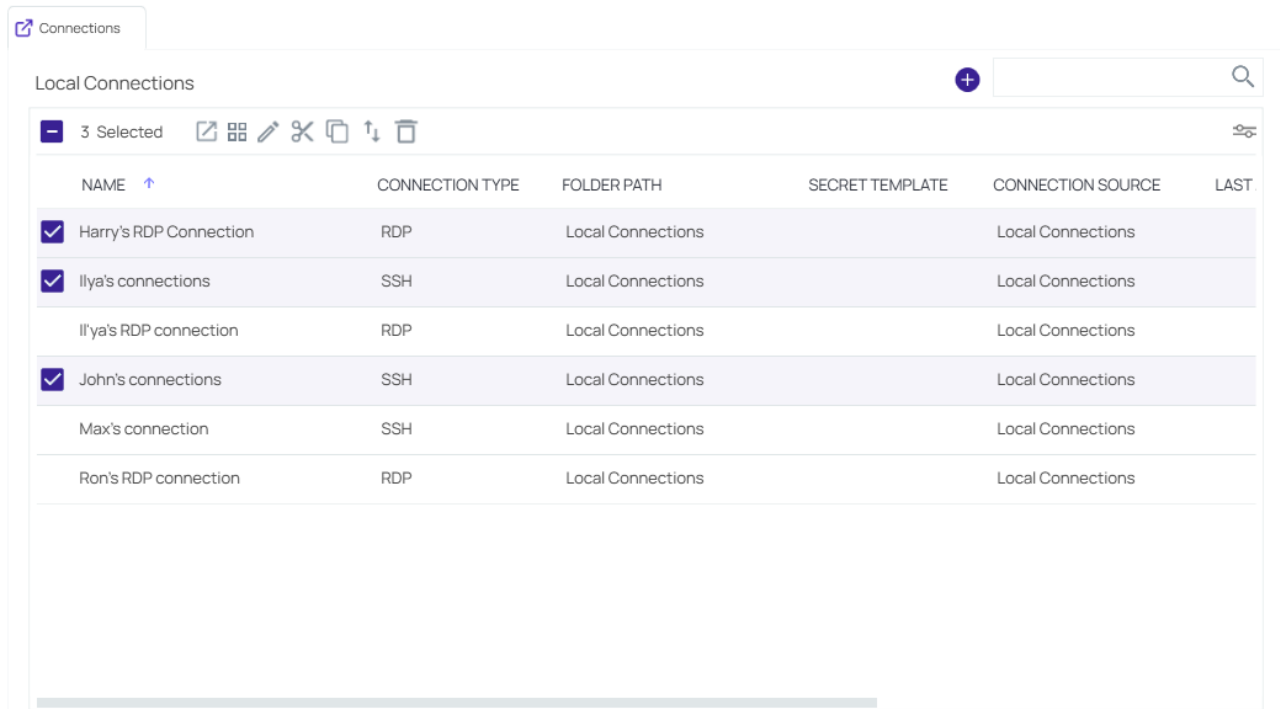 Connections
Local Connections
3 Selected
NAME CONNECTION TYPE FOLDER PATH SECRET TEMPLATE CONNECTION SOURCE LAST
Harry's RDP Connection RDP Local Connections Local Connections
Ilya's connections SSH Local Connections Local Connections
Il'ya's RDP connection RDP Local Connections Local Connections
John's connections SSH Local Connections Local Connections
Max's connection SSH Local Connections Local Connections
Ron's RDP connection RDP Local Connections Local Connections